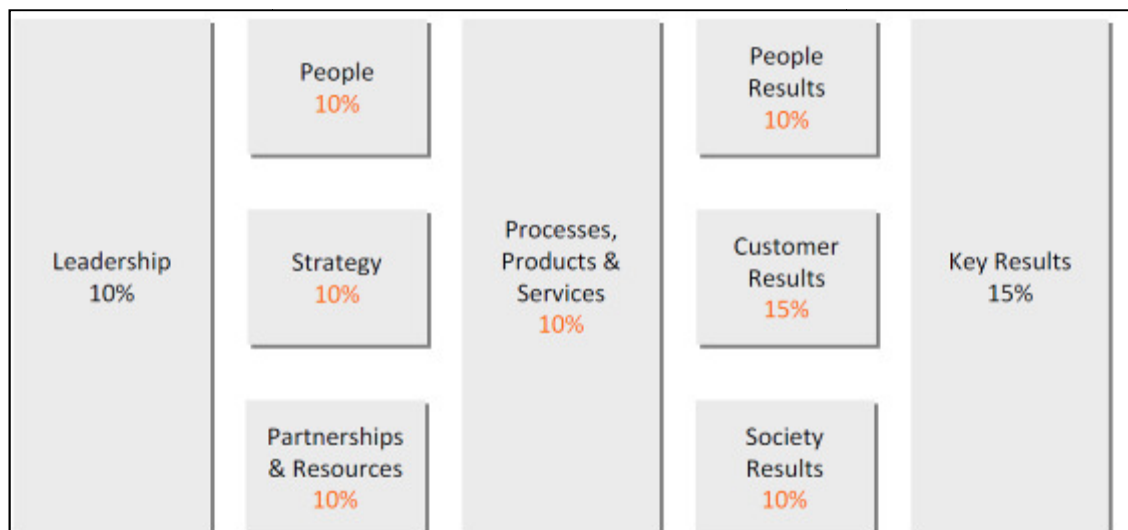 Leadership
10%
People
10%
Strategy
10%
Partnerships
& Resources
10%
Processes,
Products &
Services
10%
People
Results
10%
Customer
Results
15%
Society
Results
10%
Key Results
15%